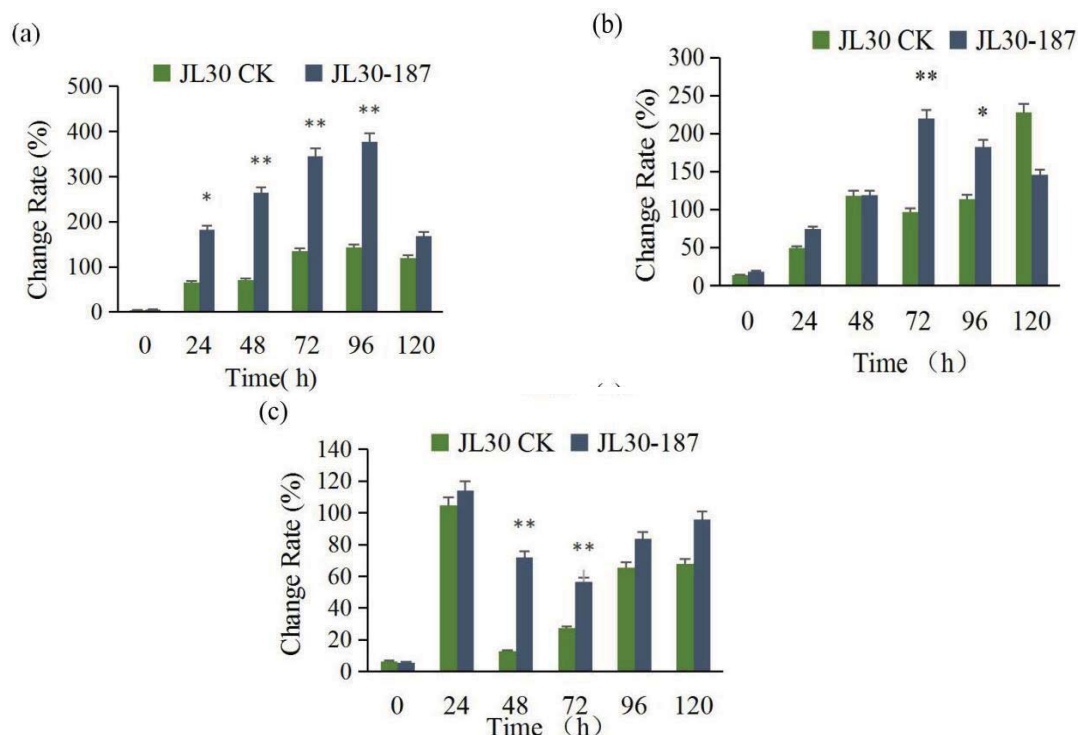 (a)
JL30 CK JL30-187
Change Rate (%)
500
400
300
200
100
0
* ** ** **
0 24 48 72 96 120
Time( h)
(b)
JL30 CK JL30-187
Change Rate (%)
300
250
200
150
100
50
0
** *
0 24 48 72 96 120
Time （h）
(c)
JL30 CK JL30-187
Change Rate (%)
140
120
100
80
60
40
20
0
** **
0 24 48 72 96 120
Time （h）